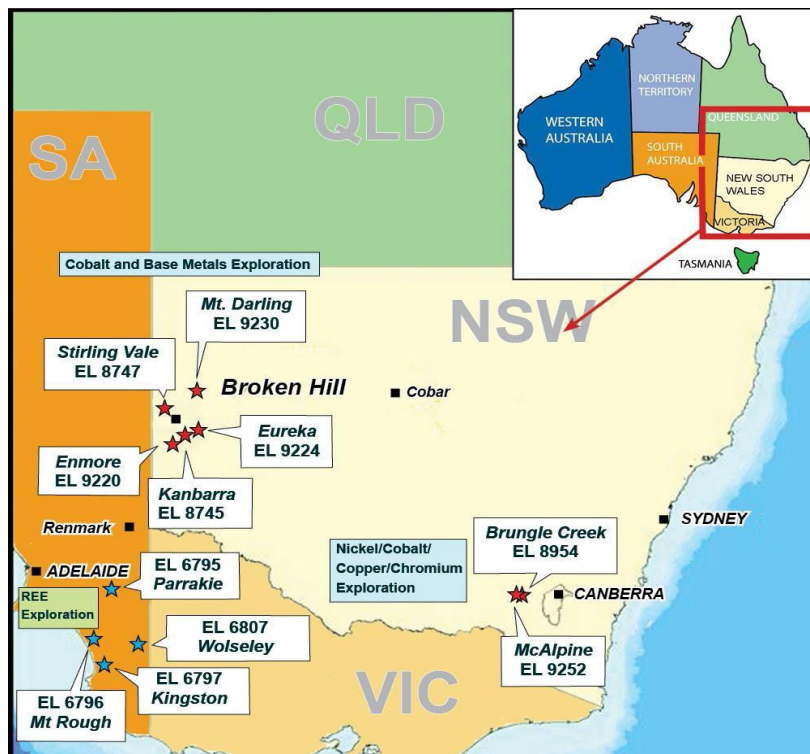 QLD
SA
NSW
VIC
NORTHERN
TERRITORY
WESTERN
AUSTRALIA
QUEENSLAND
SOUTH
AUSTRALIA
NEW SOUTH
WALES
VICTORIA
TASMANIA
Cobalt and Base Metals Exploration
Mt. Darling
EL 9230
Stirling Vale
EL 8747
Broken Hill
Cobar
Eureka
EL 9224
Enmore
EL 9220
Kanbarra
EL 8745
Renmark
SYDNEY
Nickel/Cobalt/
Copper/Chromium
Exploration
Brungle Creek
EL 8954
ADELAIDE
EL 6795
Parrakie
CANBERRA
REE
Exploration
EL 6807
Wolseley
McAlpine
EL 9252
EL 6797
Kingston
EL 6796
Mt Rough